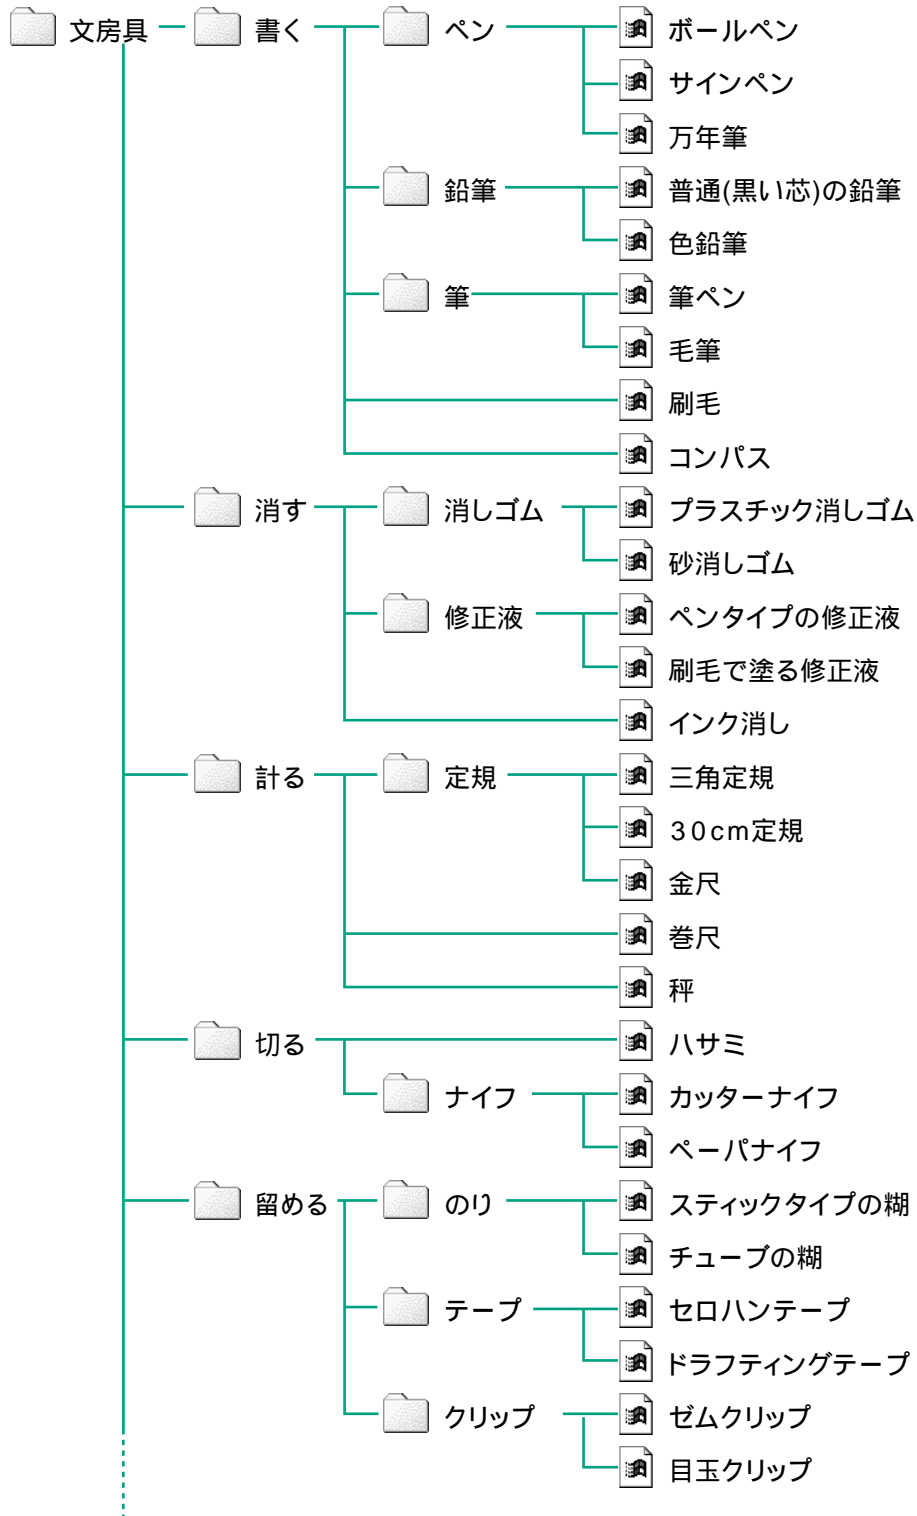 文房具 書く ペン ボールペン
サインペン
万年筆
鉛筆 普通(黒い芯)の鉛筆
色鉛筆
筆 筆ペン
毛筆
刷毛
コンパス
消す 消しゴム プラスチック消しゴム
砂消しゴム
修正液 ペンタイプの修正液
刷毛で塗る修正液
インク消し
計る 定規 三角定規
30cm定規
金尺
巻尺
秤
切る ハサミ
ナイフ カッターナイフ
ペーパナイフ
留める のり スティックタイプの糊
チューブの糊
テープ セロハンテープ
ドラフティングテープ
クリップ ゼムクリップ
目玉クリップ